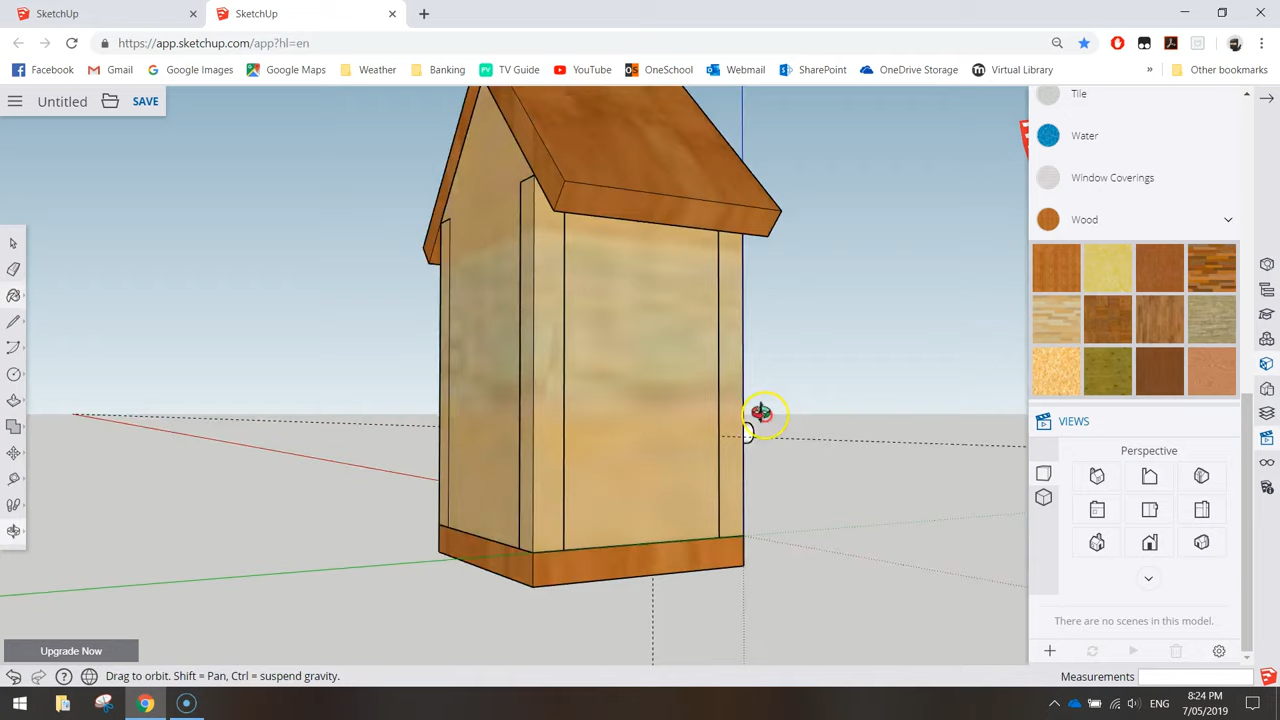 SketchUp
SketchUp
https://app.sketchup.com/app?hl=en
Facebook
Gmail
Google Images
Google Maps
Weather
Banking
TV Guide
YouTube
OneSchool
Webmail
SharePoint
OneDrive Storage
Virtual Library
»
Other bookmarks
Untitled
SAVE
Tile
Water
Window Coverings
Wood
VIEWS
Perspective
There are no scenes in this model.
Upgrade Now
Drag to orbit. Shift = Pan, Ctrl = suspend gravity.
Measurements
ENG
8:24 PM
7/05/2019